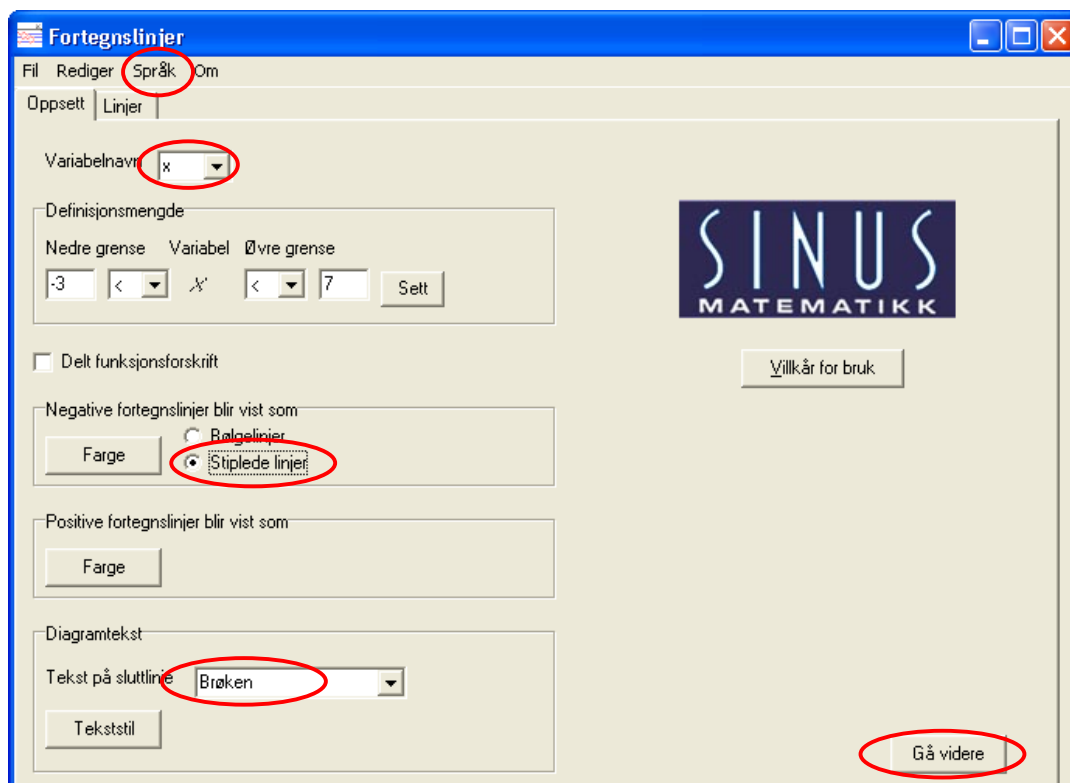 Fortegnslinjer
Fil Rediger Språk Om
Oppsett Linjer
Variabelnavn x
Definisjonsmengde
Nedre grense Variabel Øvre grense
-3 < x < 7 Sett
SINUS
MATEMATIKK
Delt funksjonsforskrift
Villkår for bruk
Negative fortegnslinjer blir vist som
Bølgelinjer
Farge
Stiplede linjer
Positive fortegnslinjer blir vist som
Farge
Diagramtekst
Tekst på sluttlinje Brøken
Tekststil
Gå videre